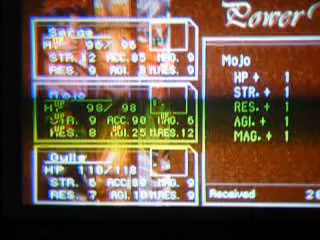 Power
Serge
HP 96/ 96
STR. 12 ACC.85 MAG. 9
RES. 9 AGI. M.RES. 9
Mojo
HP 98/ 98
STR. 9 ACC.90 MAG. 6
RES. 8 AGI.25 M.RES.12
Guile
HP 118/118
STR. 6 ACC. MAG. 9
RES. 7 AGI.10 M.RES. 9
Mojo
HP + 1
STR. + 1
RES. + 1
AGI. + 1
MAG. + 1
Received